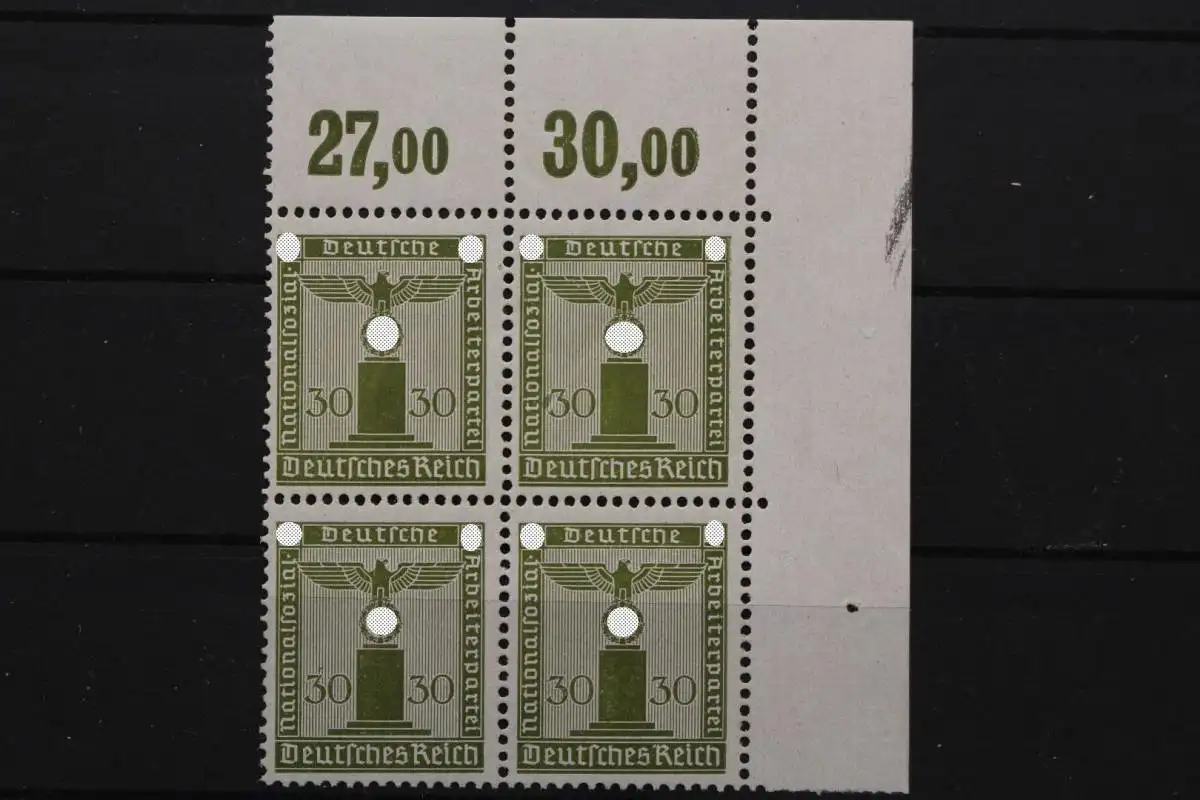 27,00 30,00
Deutsche
Nationalsozial.
Arbeiterpartei
30 30
Deutsches Reich
Deutsche
Nationalsozial.
Arbeiterpartei
30 30
Deutsches Reich
Deutsche
Nationalsozial.
Arbeiterpartei
30 30
Deutsches Reich
Deutsche
Nationalsozial.
Arbeiterpartei
30 30
Deutsches Reich